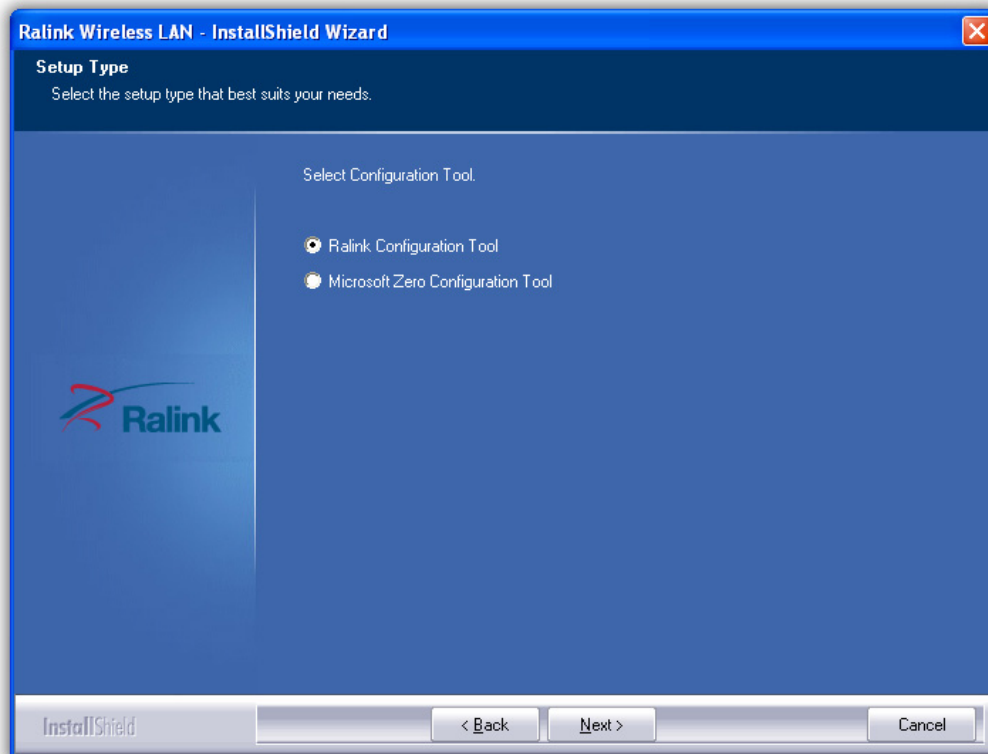 Ralink Wireless LAN - InstallShield Wizard
Setup Type
Select the setup type that best suits your needs.
Select Configuration Tool.
Ralink Configuration Tool
Microsoft Zero Configuration Tool
Ralink
InstallShield
< Back
Next >
Cancel